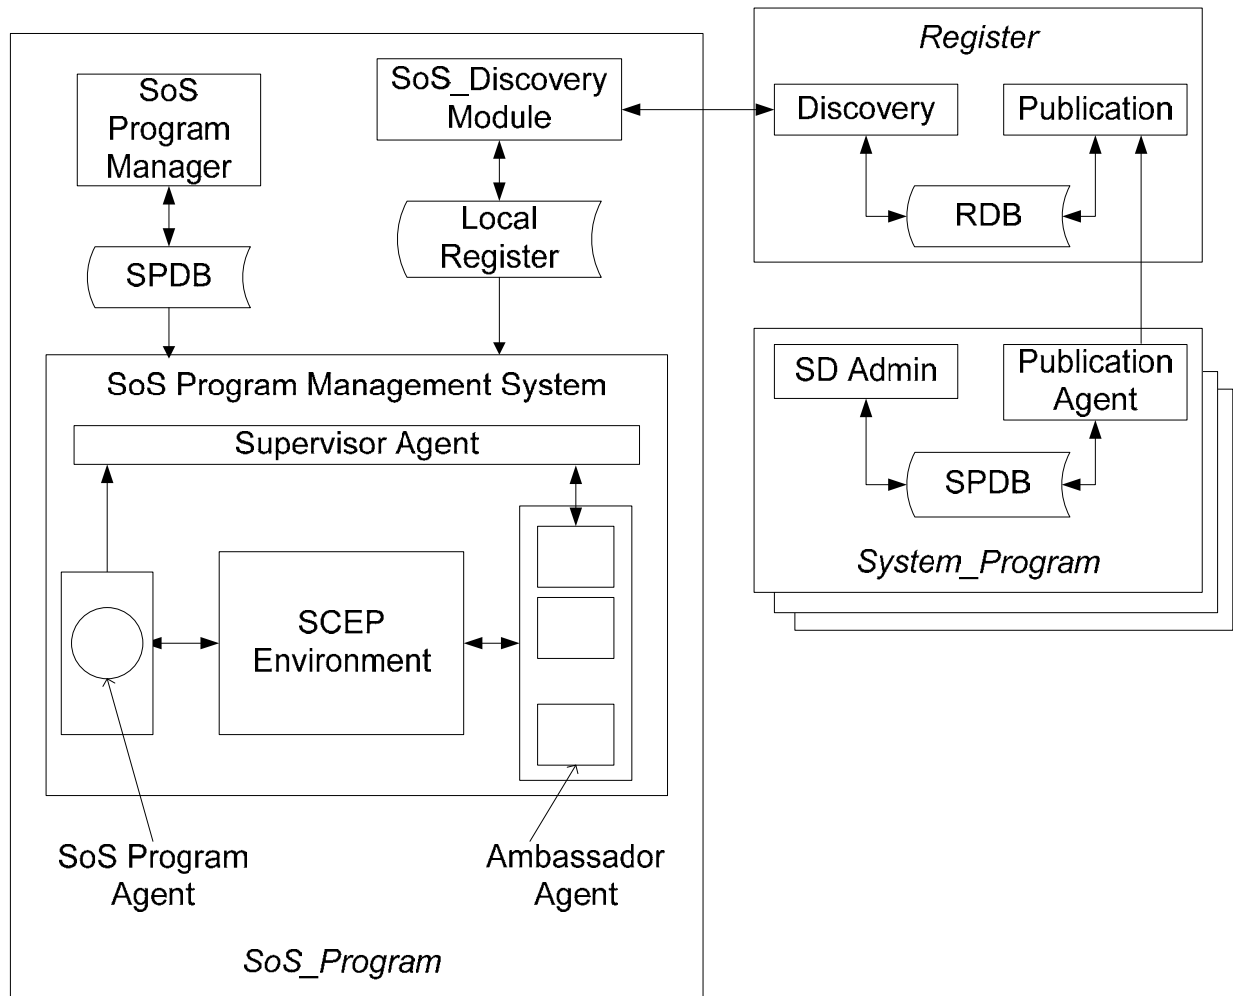 SoS
Program
Manager
SPDB
SoS_Discovery
Module
Local
Register
SoS Program Management System
Supervisor Agent
SCEP
Environment
SoS Program
Agent
Ambassador
Agent
SoS_Program
Register
Discovery
Publication
RDB
SD Admin
Publication
Agent
SPDB
System_Program